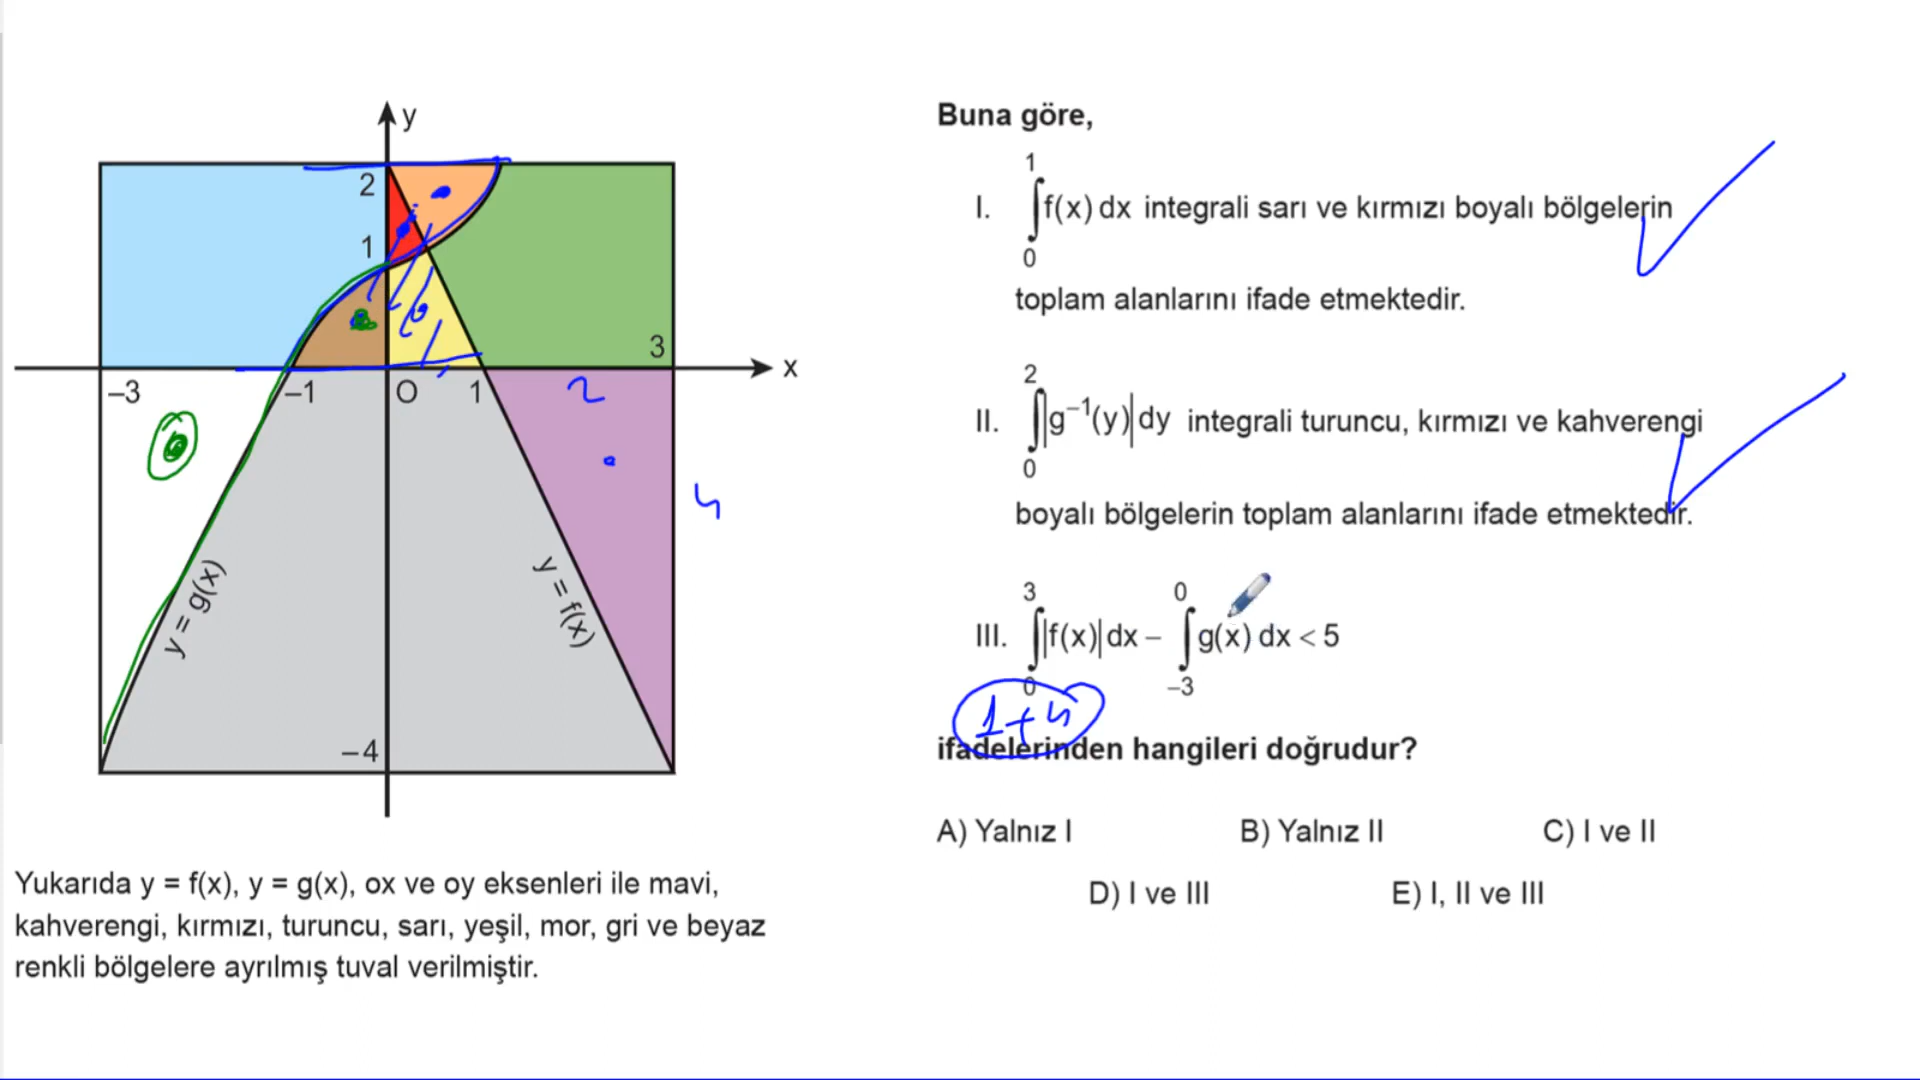 y
2
1
3
x
–3
–1
O
1
2
4
y = g(x)
y = f(x)
–4
Yukarıda y = f(x), y = g(x), ox ve oy eksenleri ile mavi,
kahverengi, kırmızı, turuncu, sarı, yeşil, mor, gri ve beyaz
renkli bölgelere ayrılmış tuval verilmiştir.
Buna göre,
I. ∫₀¹ f(x) dx integrali sarı ve kırmızı boyalı bölgelerin
toplam alanlarını ifade etmektedir.
II. ∫₀² |g⁻¹(y)| dy integrali turuncu, kırmızı ve kahverengi
boyalı bölgelerin toplam alanlarını ifade etmektedir.
III. ∫₀³ |f(x)| dx – ∫₋₃⁰ g(x) dx < 5
1+4
ifadelerinden hangileri doğrudur?
A) Yalnız I B) Yalnız II C) I ve II
D) I ve III E) I, II ve III